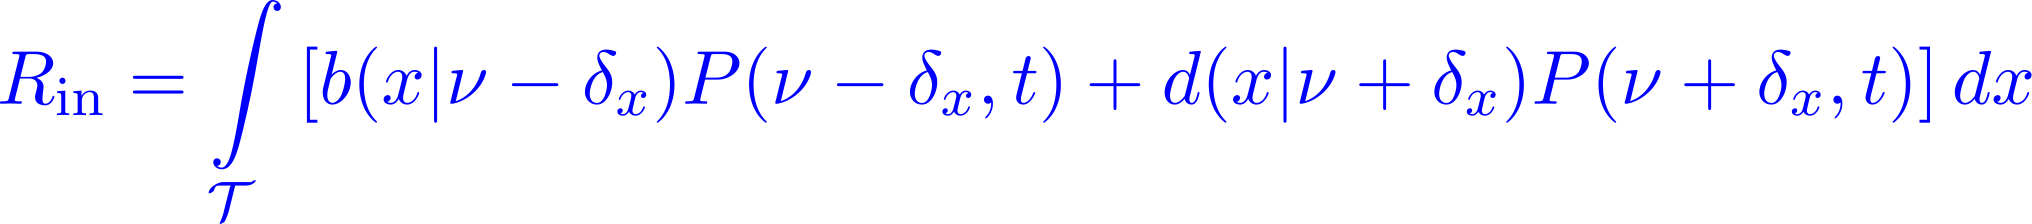 R_in = ∫_𝒯 [b(x|ν − δ_x)P(ν − δ_x, t) + d(x|ν + δ_x)P(ν + δ_x, t)] dx